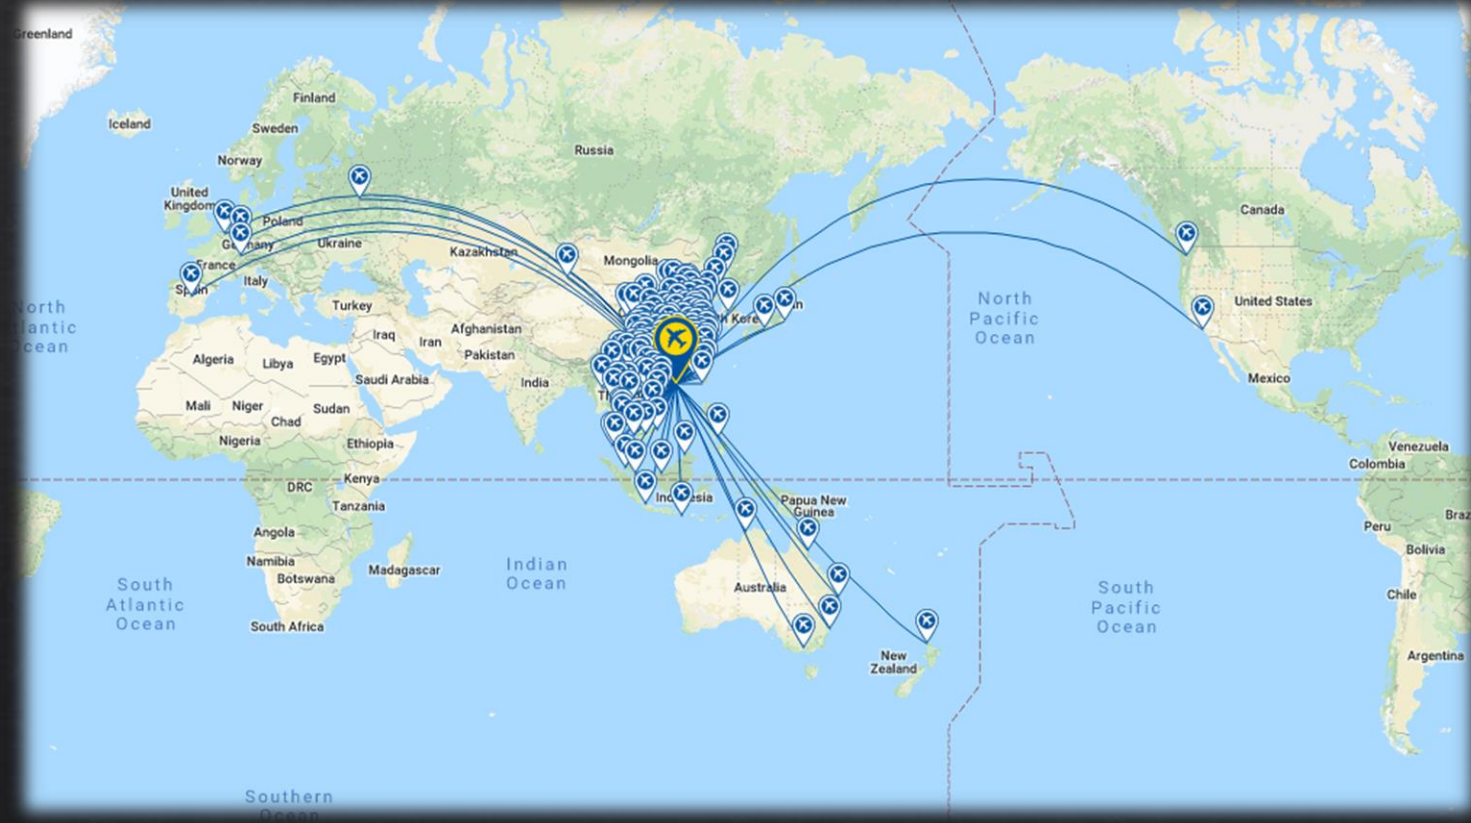 Greenland
Iceland
Finland
Sweden
Norway
Russia
United
Kingdom
Poland
Germany
Ukraine
Kazakhstan
Mongolia
France
Italy
Spain
Turkey
Canada
United States
North
Pacific
Ocean
Iraq
Iran
Afghanistan
Pakistan
Algeria
Libya
Egypt
Saudi Arabia
India
Mexico
Mali
Niger
Chad
Sudan
Nigeria
Ethiopia
Venezuela
Colombia
DRC
Kenya
Tanzania
Indonesia
Papua New
Guinea
Peru
Braz
Bolivia
Angola
Namibia
Botswana
Madagascar
Indian
Ocean
Australia
South
Atlantic
Ocean
South Africa
South
Pacific
Ocean
Chile
New
Zealand
Argentina
Southern
Ocean